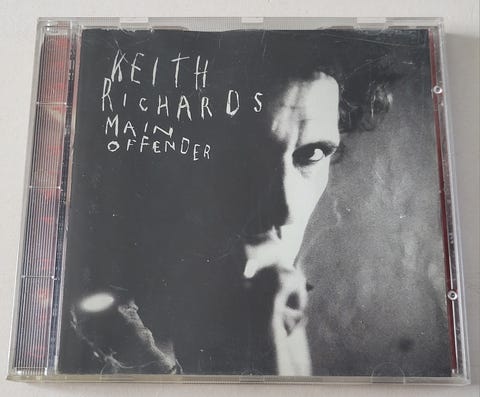 KEITH
RICHARDS
MAIN
OFFENDER